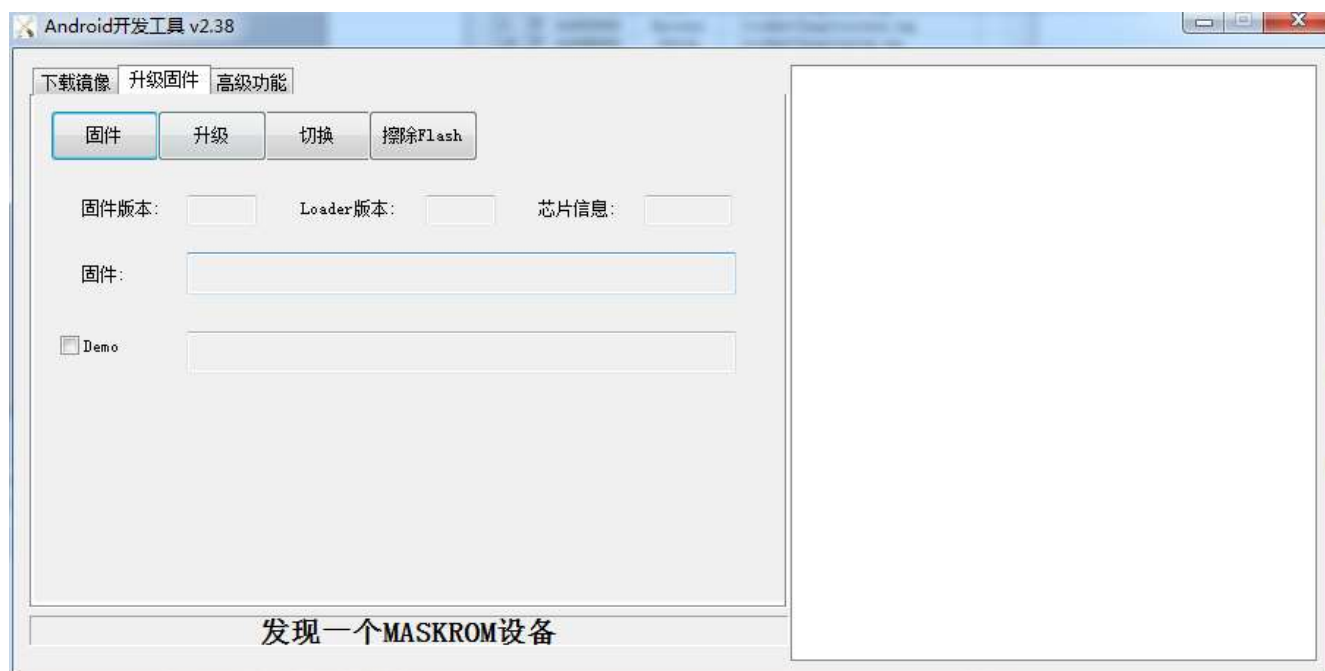 Android开发工具 v2.38
下载镜像 升级固件 高级功能
固件 升级 切换 擦除Flash
固件版本: Loader版本: 芯片信息:
固件:
Demo
发现一个MASKROM设备